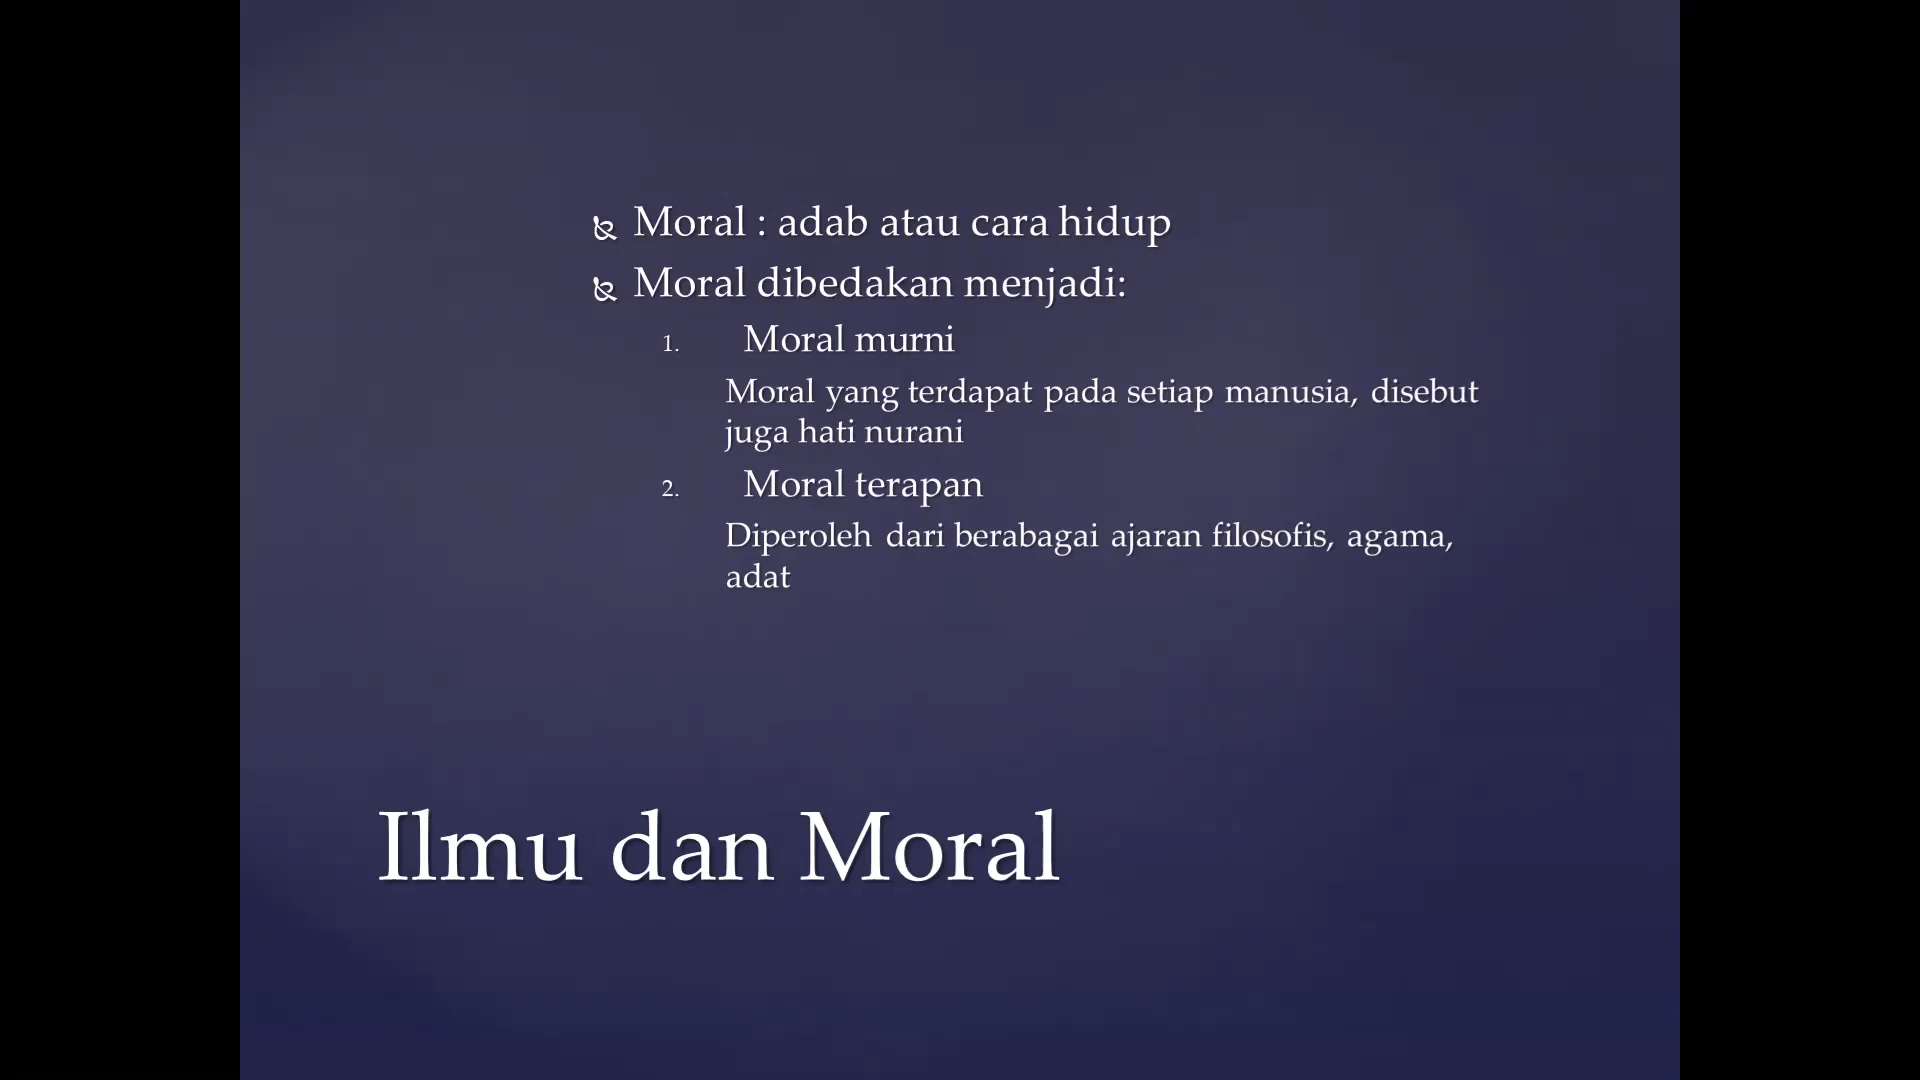 Moral : adab atau cara hidup
Moral dibedakan menjadi:
1. Moral murni
Moral yang terdapat pada setiap manusia, disebut
juga hati nurani
2. Moral terapan
Diperoleh dari berabagai ajaran filosofis, agama,
adat
Ilmu dan Moral